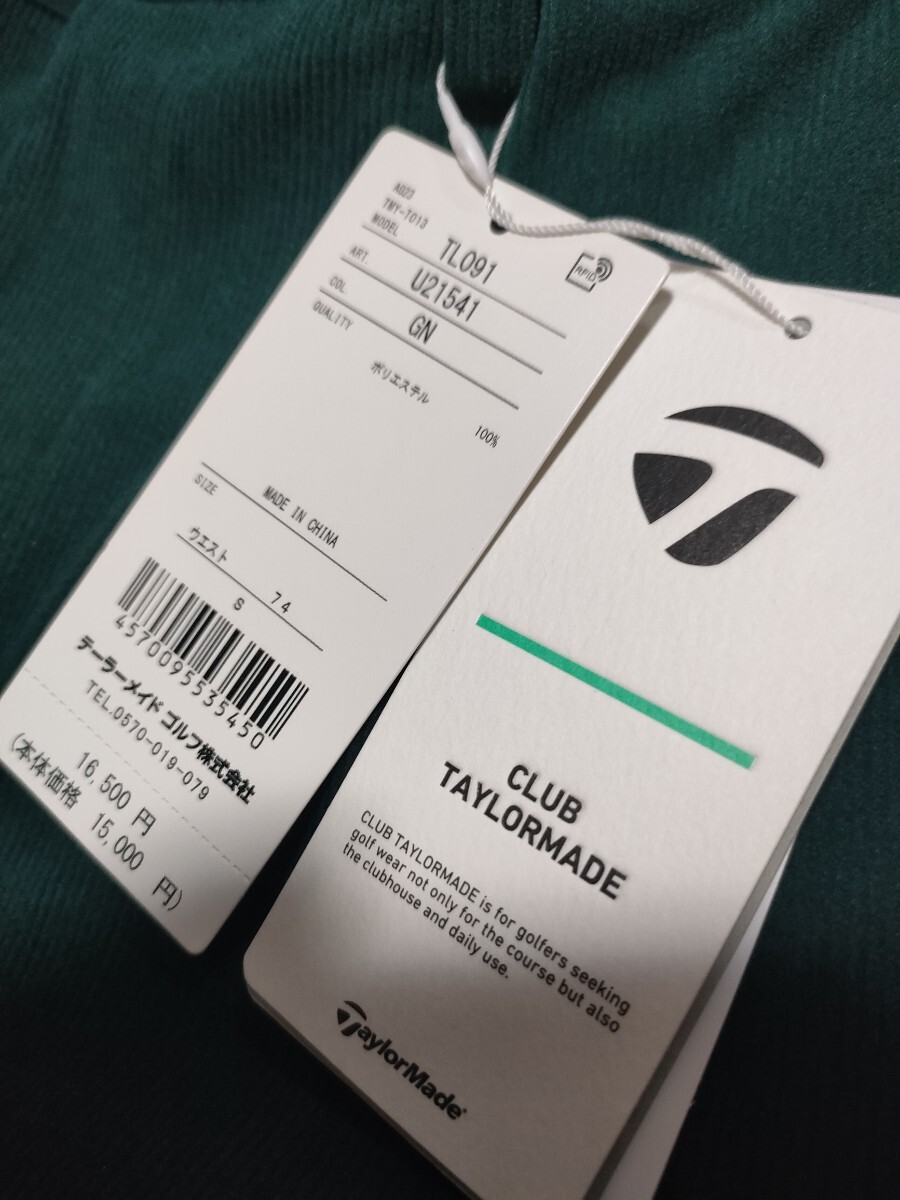 A023
TMY-T013
MODEL TL091
ART. U21541
COL. GN
QUALITY
ポリエステル
100%
MADE IN CHINA
SIZE
ウエスト 74
S
4570095535450
テーラーメイド ゴルフ株式会社
TEL.0570-019-079
16,500 円
(本体価格 15,000 円)
RFID
CLUB
TAYLORMADE
CLUB TAYLORMADE is for golfers seeking
golf wear not only for the course but also
the clubhouse and daily use.
TaylorMade